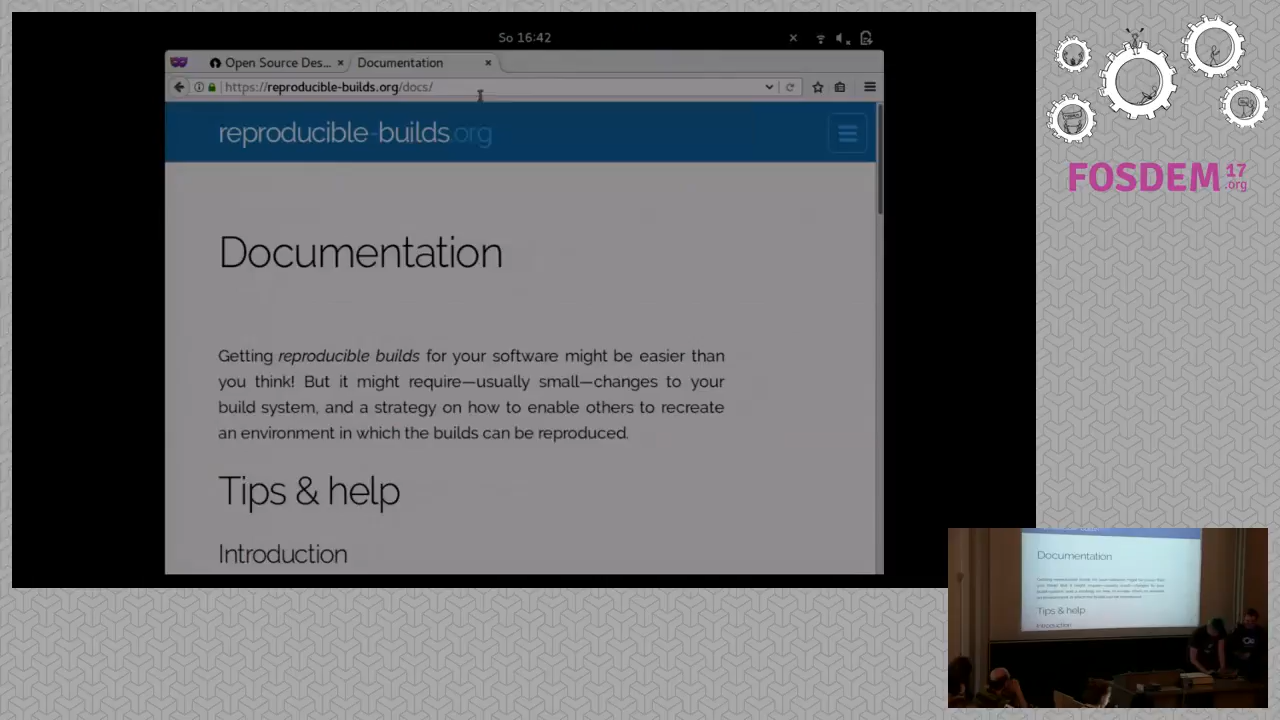 So 16:42
Open Source Des...
Documentation
https://reproducible-builds.org/docs/
reproducible-builds.org
Documentation
Getting reproducible builds for your software might be easier than
you think! But it might require—usually small—changes to your
build system, and a strategy on how to enable others to recreate
an environment in which the builds can be reproduced.
Tips & help
Introduction
FOSDEM 17
.org
Documentation
Tips & help
Introduction